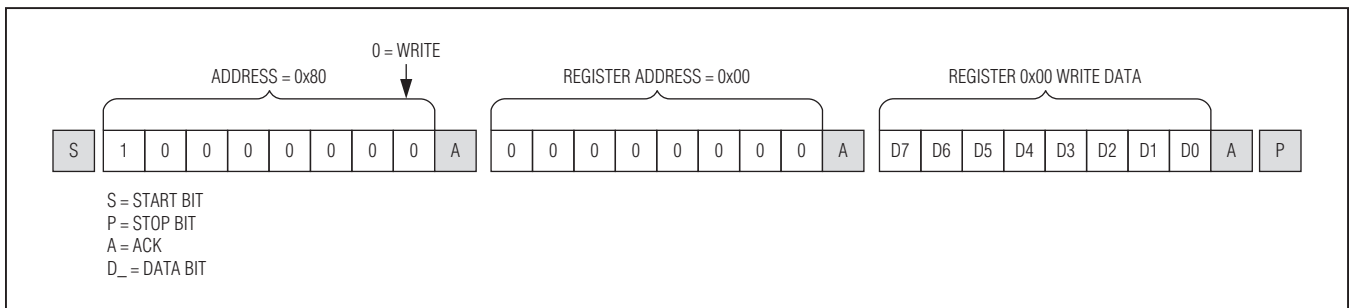 0 = WRITE
ADDRESS = 0x80 REGISTER ADDRESS = 0x00 REGISTER 0x00 WRITE DATA
S 1 0 0 0 0 0 0 0 A 0 0 0 0 0 0 0 0 A D7 D6 D5 D4 D3 D2 D1 D0 A P
S = START BIT
P = STOP BIT
A = ACK
D_ = DATA BIT